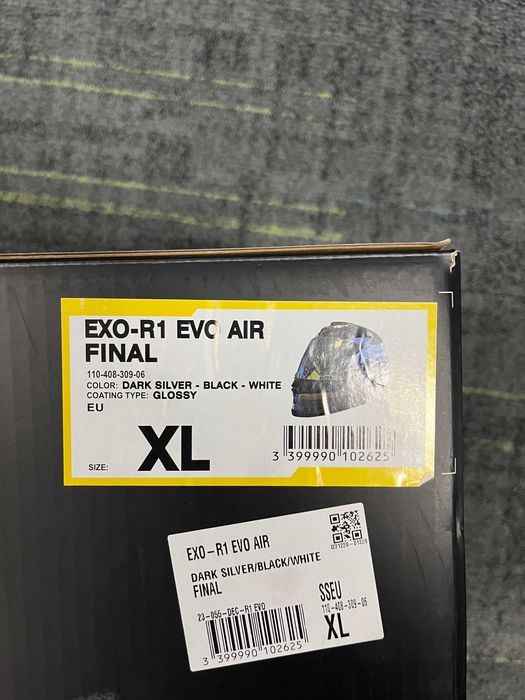 EXO-R1 EVO AIR
FINAL
110-408-309-06
COLOR: DARK SILVER - BLACK - WHITE
COATING TYPE: GLOSSY
EU
SIZE: XL
3 399990 102625
EXO-R1 EVO AIR
DARK SILVER/BLACK/WHITE
FINAL
23-055-DEC-R1 EVO
3 399990 102625
SSEU
110-408-309-06
XL